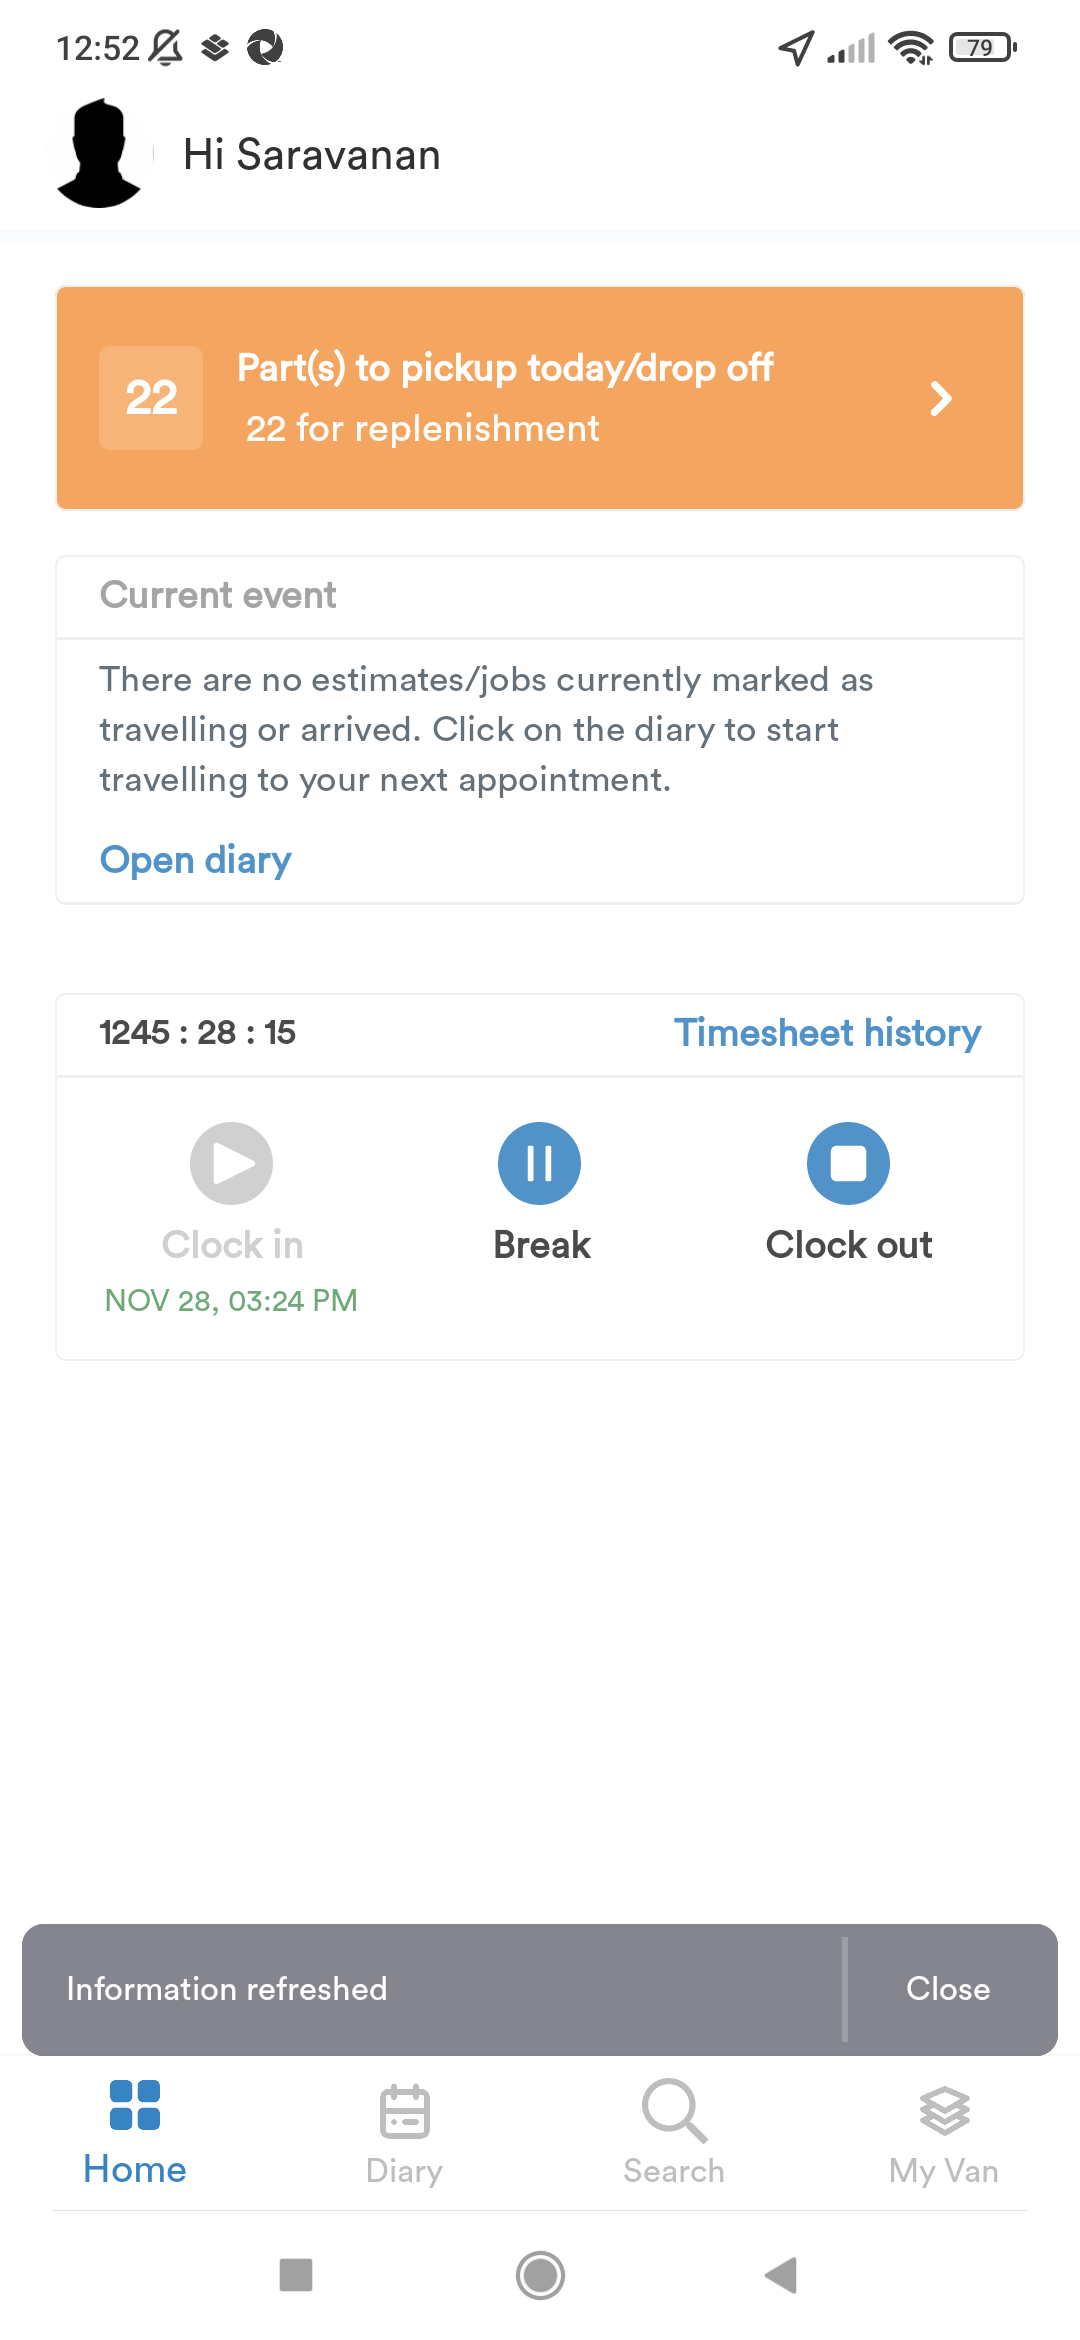 12:52
79
Hi Saravanan
22
Part(s) to pickup today/drop off
22 for replenishment
Current event
There are no estimates/jobs currently marked as
travelling or arrived. Click on the diary to start
travelling to your next appointment.
Open diary
1245 : 28 : 15
Timesheet history
Clock in
Break
Clock out
NOV 28, 03:24 PM
Information refreshed
Close
Home
Diary
Search
My Van